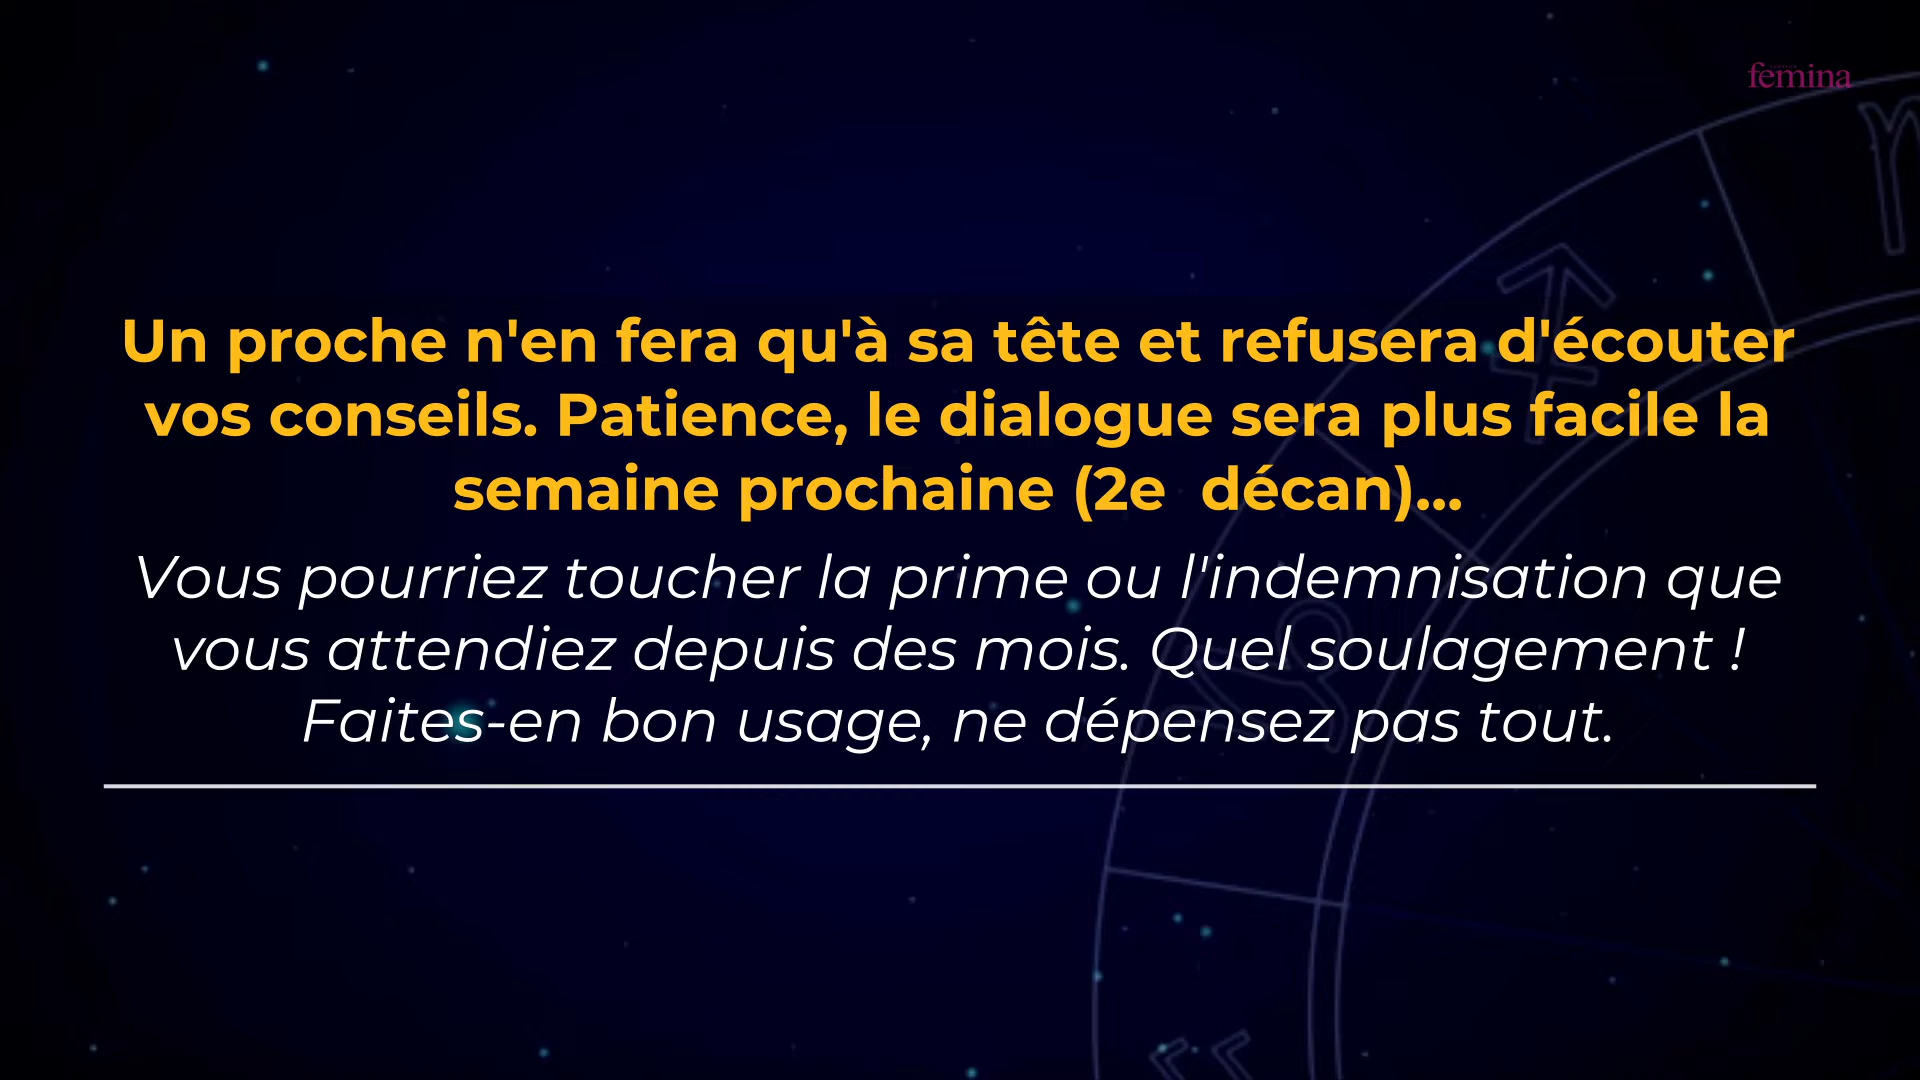 femina
Un proche n'en fera qu'à sa tête et refusera d'écouter
vos conseils. Patience, le dialogue sera plus facile la
semaine prochaine (2e  décan)...
Vous pourriez toucher la prime ou l'indemnisation que
vous attendiez depuis des mois. Quel soulagement !
Faites-en bon usage, ne dépensez pas tout.